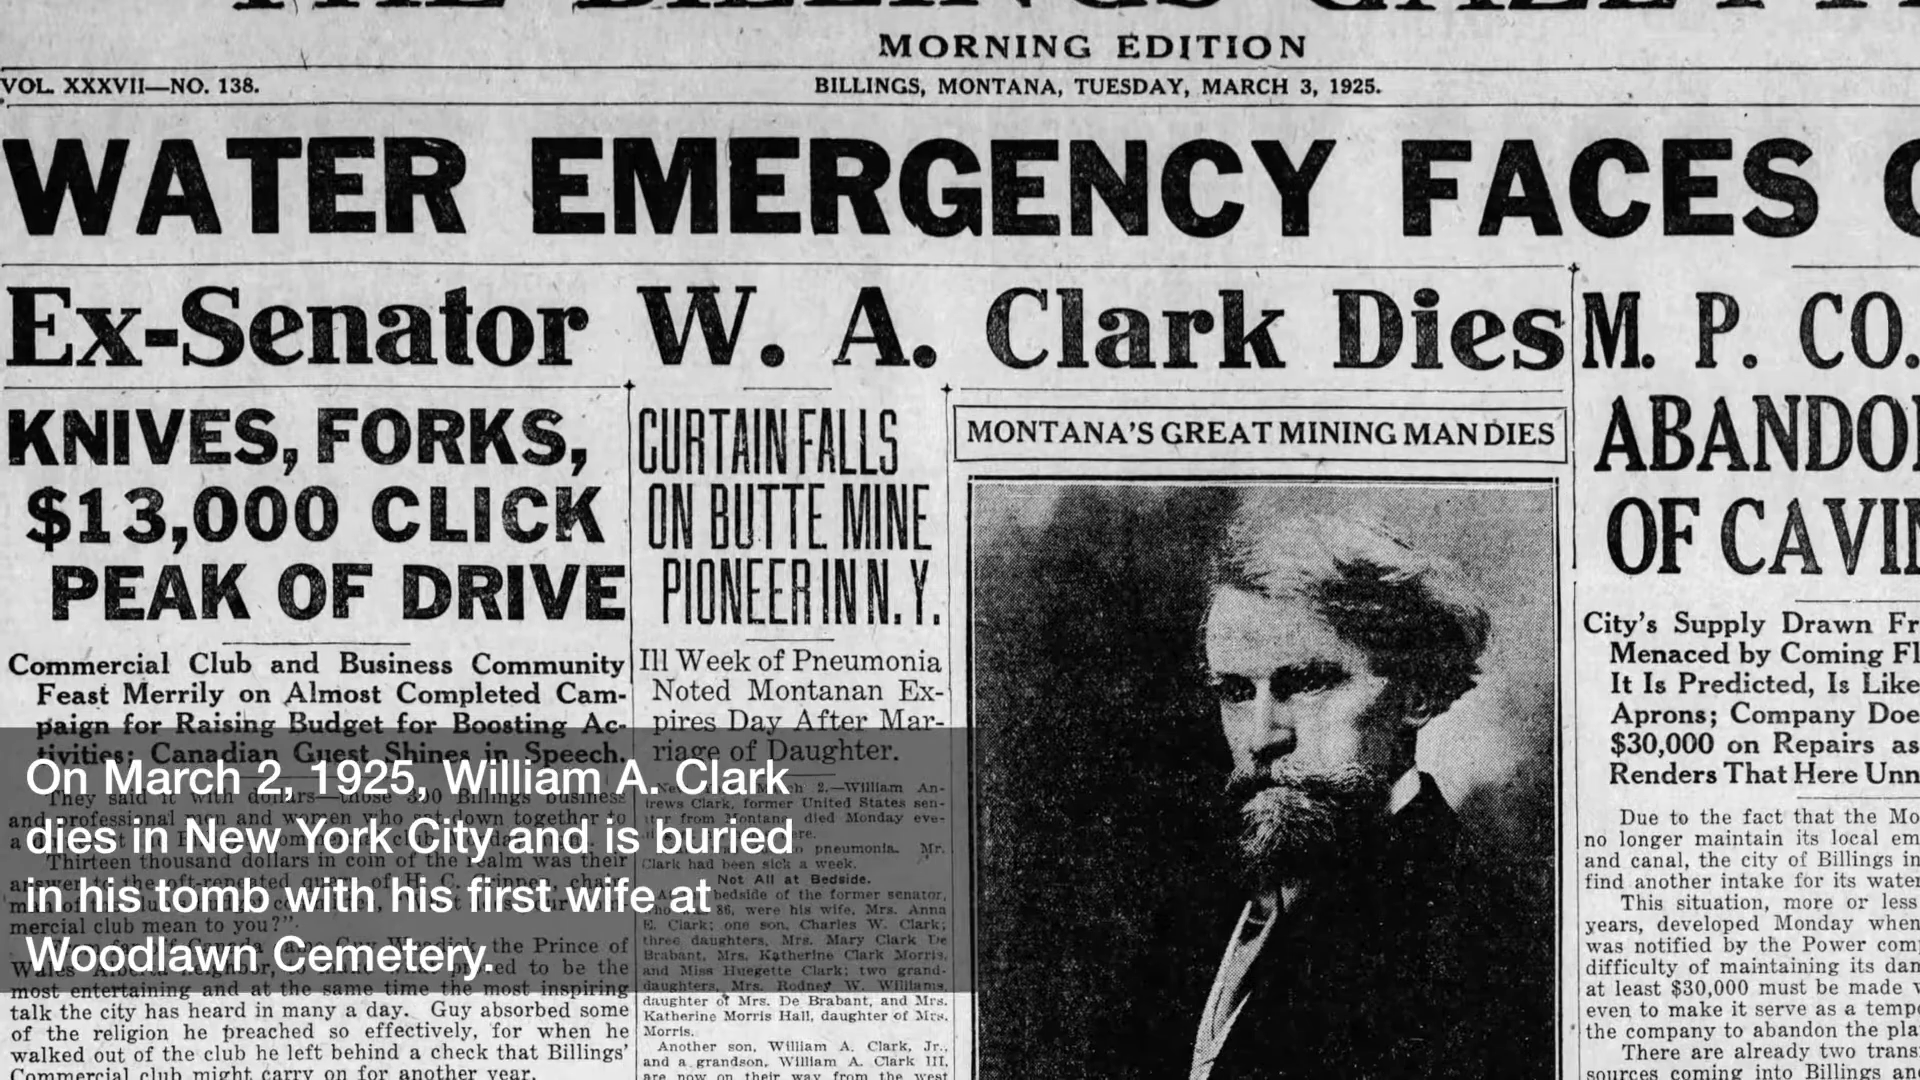 MORNING EDITION
VOL. XXXVII—NO. 138.
BILLINGS, MONTANA, TUESDAY, MARCH 3, 1925.
WATER EMERGENCY FACES
Ex-Senator W. A. Clark Dies
KNIVES, FORKS,
$13,000 CLICK
PEAK OF DRIVE
Commercial Club and Business Community
Feast Merrily on Almost Completed Cam-
paign for Raising Budget for Boosting Ac-
tivities; Canadian Guest Shines in Speech.
They said it with dollars—those 300 Billings business
and professional men and women who sat down together to
Thirteen thousand dollars in coin of the realm was their
answer to the oft-repeated query of H. C.
mercial club mean to you?"
the Prince of
most entertaining and at the same time the most inspiring
talk the city has heard in many a day. Guy absorbed some
of the religion he preached so effectively, for when he
walked out of the club he left behind a check that Billings'
Commercial club might carry on for another year.
CURTAIN FALLS
ON BUTTE MINE
PIONEER IN N. Y.
Ill Week of Pneumonia
Noted Montanan Ex-
pires Day After Mar-
riage of Daughter.
March 2.—William An-
drews Clark, former United States sen-
from Montana, died Monday eve-
pneumonia. Mr.
Clark had been sick a week.
Not All at Bedside.
bedside of the former senator,
86, were his wife, Mrs. Anna
E. Clark; one son, Charles W. Clark;
three daughters, Mrs. Mary Clark De
Brabant, Mrs. Katherine Clark Morris,
and Miss Huegette Clark; two grand-
daughters, Mrs. Rodney W. Williams,
daughter of Mrs. De Brabant, and Mrs.
Katherine Morris Hall, daughter of Mrs.
Morris.
Another son, William A. Clark, Jr.,
and a grandson, William A. Clark III,
are now on their way from the west
MONTANA'S GREAT MINING MAN DIES
M. P. CO.
ABANDO
OF CAVI
City's Supply Drawn Fr
Menaced by Coming Fl
It Is Predicted, Is Like
Aprons; Company Doe
$30,000 on Repairs as
Renders That Here Unn
Due to the fact that the Mo
no longer maintain its local em
and canal, the city of Billings in
find another intake for its water
This situation, more or less
years, developed Monday when
was notified by the Power com
difficulty of maintaining its dan
at least $30,000 must be made
even to make it serve as a temp
the company to abandon the pla
There are already two trans
sources coming into Billings and
On March 2, 1925, William A. Clark
dies in New York City and is buried
in his tomb with his first wife at
Woodlawn Cemetery.